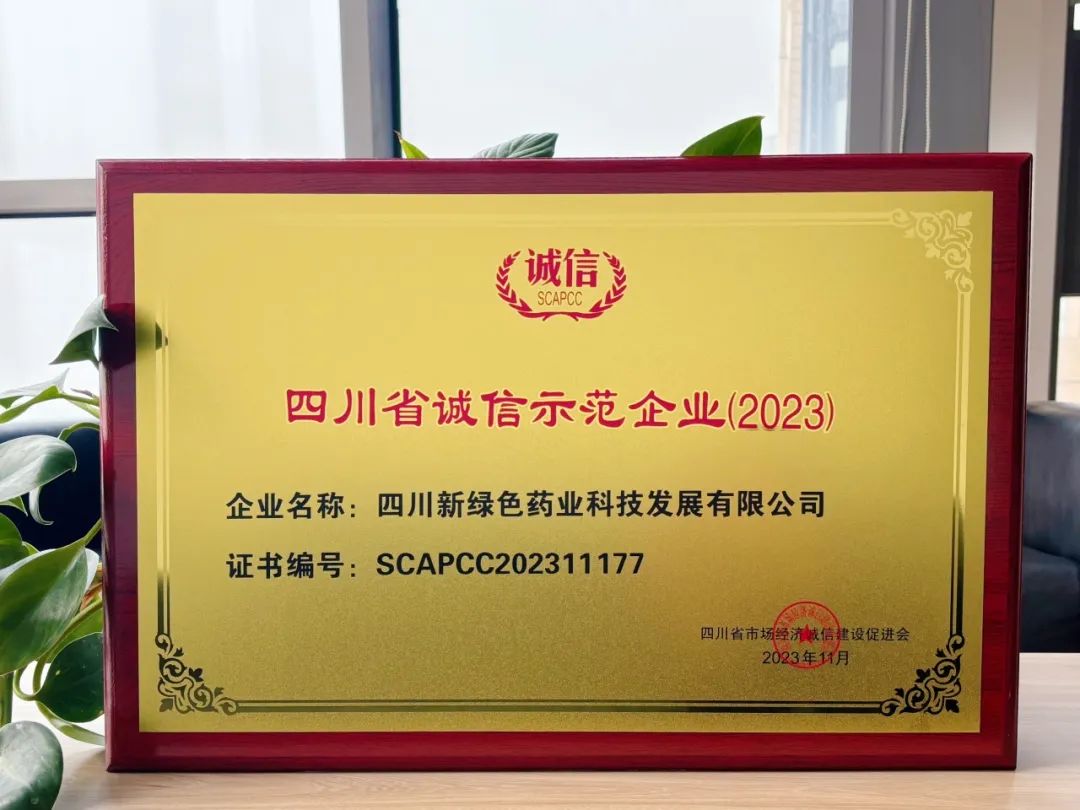 诚信
SCAPCC
四川省诚信示范企业(2023)
企业名称：四川新绿色药业科技发展有限公司
证书编号：SCAPCC202311177
四川省市场经济诚信建设促进会
2023年11月